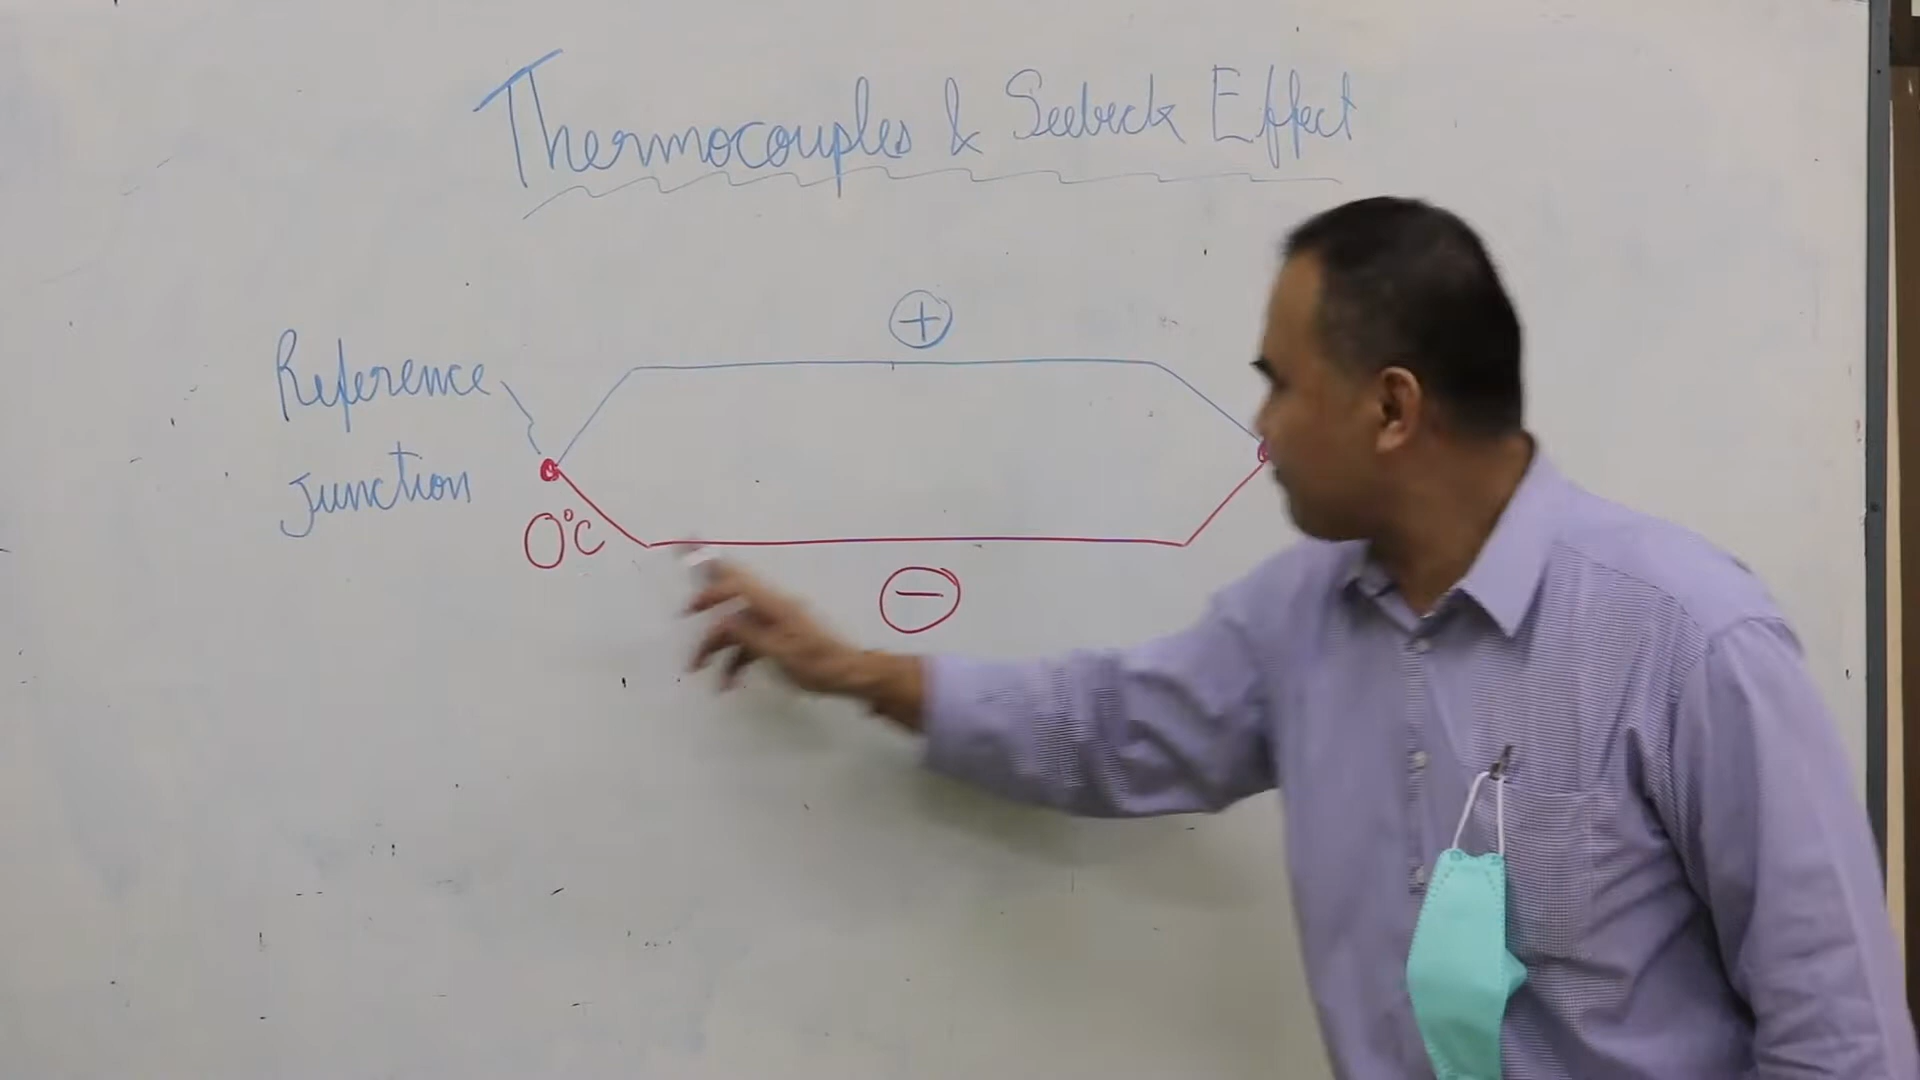 Thermocouples & Seebeck Effect
+
Reference
Junction
0°C
−